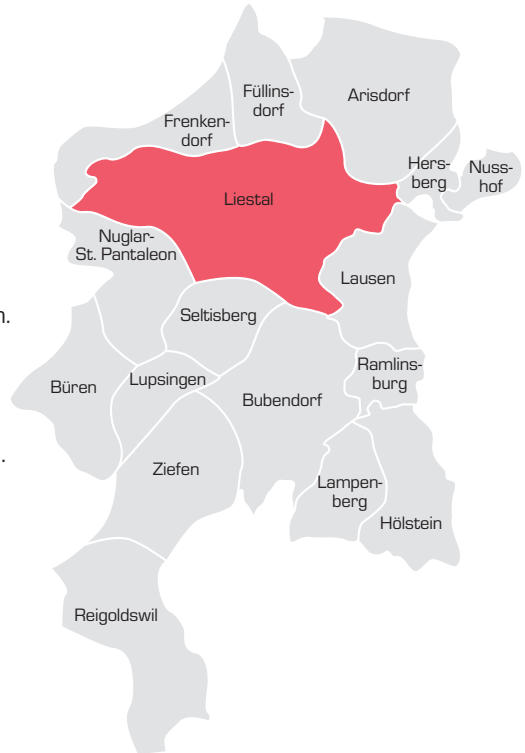 Füllins-
dorf
Arisdorf
Frenken-
dorf
Hers-
berg
Nuss-
hof
Liestal
Nuglar-
St. Pantaleon
Lausen
n.
Seltisberg
Ramlins-
burg
Büren
Lupsingen
Bubendorf
.
Ziefen
Lampen-
berg
Hölstein
Reigoldswil